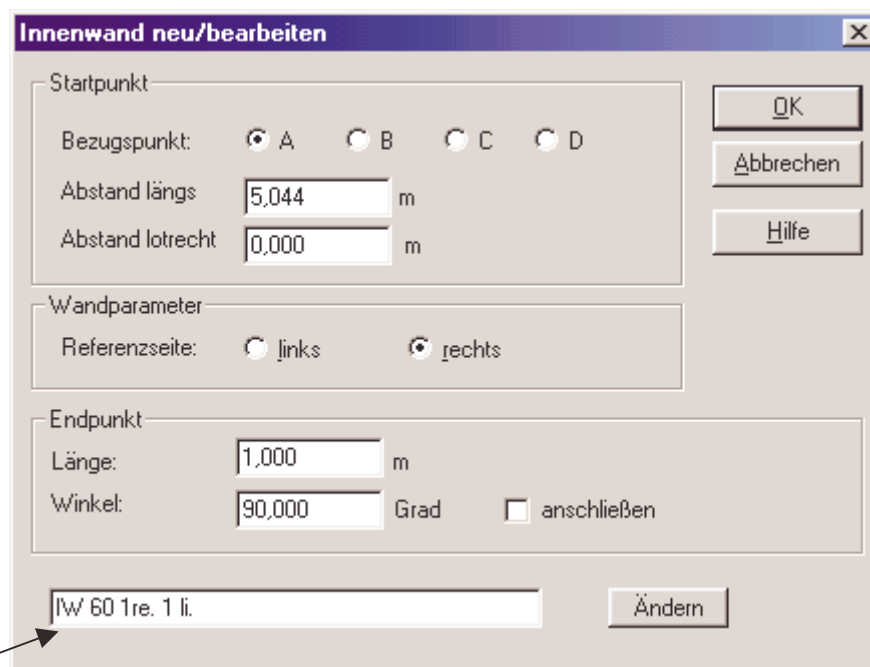 Innenwand neu/bearbeiten
Startpunkt
Bezugspunkt: A B C D
Abstand längs 5,044 m
Abstand lotrecht 0,000 m
OK
Abbrechen
Hilfe
Wandparameter
Referenzseite: links rechts
Endpunkt
Länge: 1,000 m
Winkel: 90,000 Grad anschließen
IW 60 1re. 1 li. Ändern